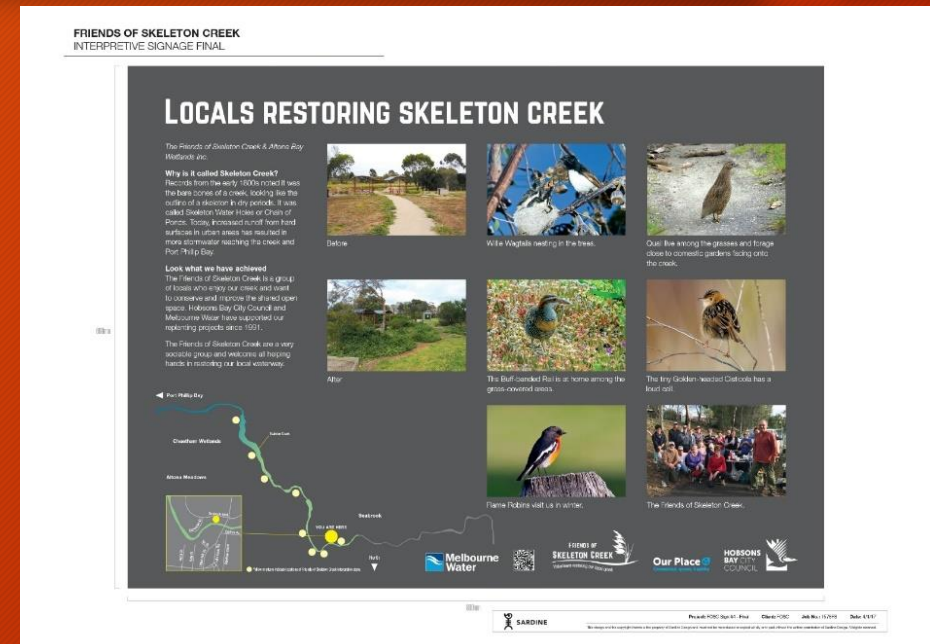 FRIENDS OF SKELETON CREEK
INTERPRETIVE SIGNAGE FINAL
LOCALS RESTORING SKELETON CREEK
The Friends of Skeleton Creek & Altona Bay
Wetlands Inc.
Why is it called Skeleton Creek?
Records from the early 1800s noted it was
the bare bones of a creek, looking like the
outline of a skeleton in dry periods. It was
called Skeleton Water Holes or Chain of
Ponds. Today, increased runoff from hard
surfaces in urban areas has resulted in
more stormwater reaching the creek and
Port Phillip Bay.
Look what we have achieved
The Friends of Skeleton Creek is a group
of locals who enjoy our creek and want
to conserve and improve the shared open
space. Hobsons Bay City Council and
Melbourne Water have supported our
replanting projects since 1991.
The Friends of Skeleton Creek are a very
sociable group and welcome all helping
hands in restoring our local waterway.
Before
Willie Wagtails nesting in the trees.
Quail live among the grasses and forage
close to domestic gardens facing onto
the creek.
After
The Buff-banded Rail is at home among the
grass-covered areas.
The tiny Golden-headed Cisticola has a
loud call.
Flame Robins visit us in winter.
The Friends of Skeleton Creek.
Port Phillip Bay
Cheetham Wetlands
Altona Meadows
YOU ARE HERE
Seabrook
Melbourne
Water
FRIENDS OF
SKELETON CREEK
Our Place
HOBSONS
BAY CITY
COUNCIL
SARDINE